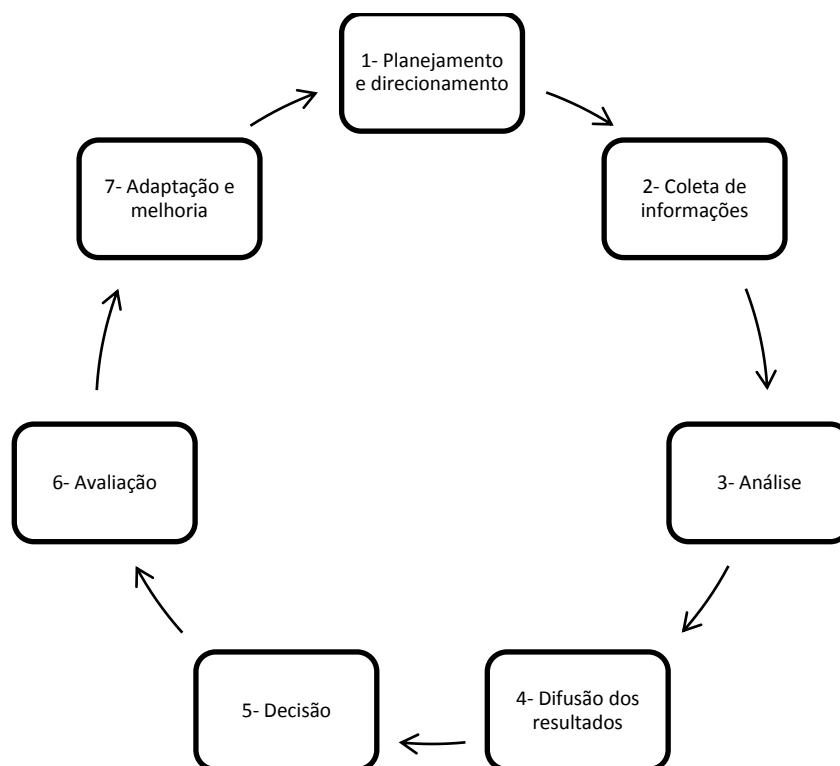 1- Planejamento
e direcionamento
2- Coleta de
informações
3- Análise
4- Difusão dos
resultados
5- Decisão
6- Avaliação
7- Adaptação e
melhoria